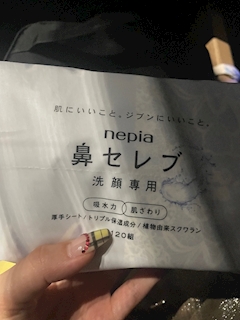 肌にいいこと。ジブンにいいこと。
nepia
鼻セレブ
洗顔専用
吸水力 肌ざわり
厚手シート/トリプル保湿成分/植物由来スクワラン
120組